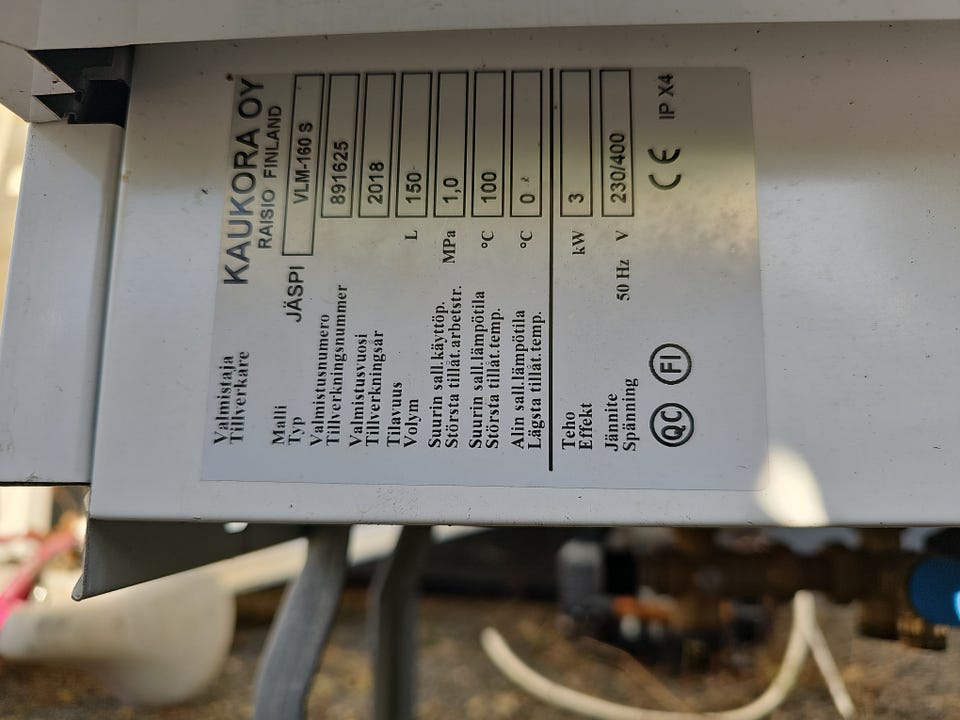 Valmistaja KAUKORA OY
Tillverkare RAISIO FINLAND
Malli JÄSPI VLM-160 S
Typ
Valmistusnumero 891625
Tillverkningsnummer
Valmistusvuosi 2018
Tillverkningsår
Tilavuus L 150
Volym
Suurin sall.käyttöp. MPa 1,0
Största tillåt.arbetstr.
Suurin sall.lämpötila °C 100
Största tillåt.temp.
Alin sall.lämpötila °C 0
Lägsta tillåt.temp.
Teho kW 3
Effekt
Jännite 50 Hz V 230/400
Spänning
QC FI CE IP X4